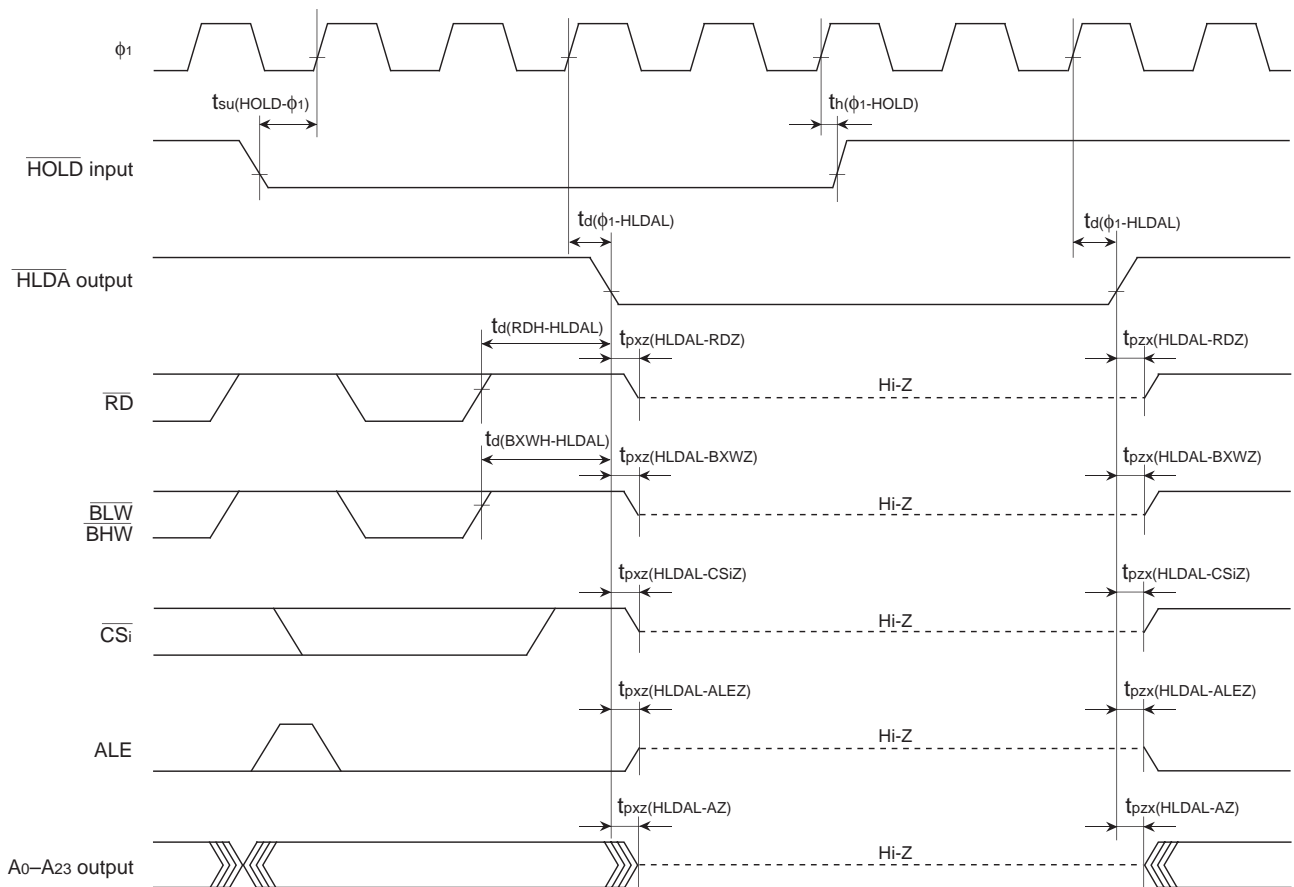 ϕ1
tsu(HOLD-ϕ1)
th(ϕ1-HOLD)
HOLD input
td(ϕ1-HLDAL)
td(ϕ1-HLDAL)
HLDA output
td(RDH-HLDAL)
tpxz(HLDAL-RDZ)
tpzx(HLDAL-RDZ)
Hi-Z
RD
td(BXWH-HLDAL)
tpxz(HLDAL-BXWZ)
tpzx(HLDAL-BXWZ)
Hi-Z
BLW
BHW
tpxz(HLDAL-CSiZ)
tpzx(HLDAL-CSiZ)
Hi-Z
CSi
tpxz(HLDAL-ALEZ)
tpzx(HLDAL-ALEZ)
Hi-Z
ALE
tpxz(HLDAL-AZ)
tpzx(HLDAL-AZ)
Hi-Z
A0–A23 output